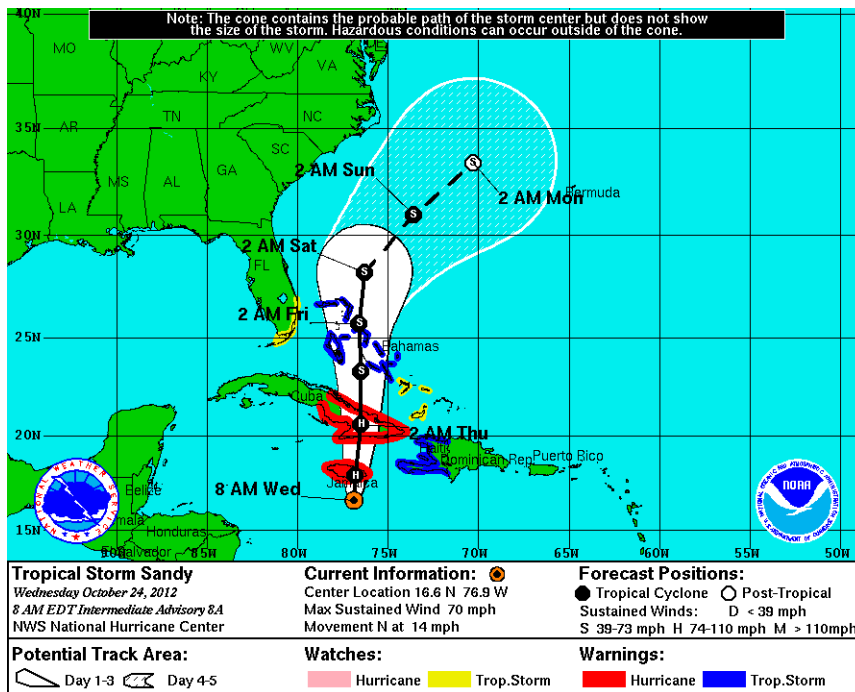 Note: The cone contains the probable path of the storm center but does not show
the size of the storm. Hazardous conditions can occur outside of the cone.
40N
MO
WV
VA
KY
35N
TN
NC
AR
SC
2 AM Sun
MS
AL
GA
2 AM Mon
Bermuda
LA
30N
2 AM Sat
FL
2 AM Fri
25N
Bahamas
Cuba
20N
2 AM Thu
Haiti
Dominican Rep
Puerto Rico
Jamaica
8 AM Wed
Belize
NATIONAL WEATHER SERVICE
NOAA
Honduras
15N
85W
80W
75W
70W
65W
60W
55W
50W
Tropical Storm Sandy
Wednesday October 24, 2012
8 AM EDT Intermediate Advisory 8A
NWS National Hurricane Center
Current Information:
Center Location 16.6 N 76.9 W
Max Sustained Wind 70 mph
Movement N at 14 mph
Forecast Positions:
Tropical Cyclone Post-Tropical
Sustained Winds: D < 39 mph
S 39-73 mph H 74-110 mph M > 110mph
Potential Track Area:
Day 1-3 Day 4-5
Watches:
Hurricane Trop.Storm
Warnings:
Hurricane Trop.Storm